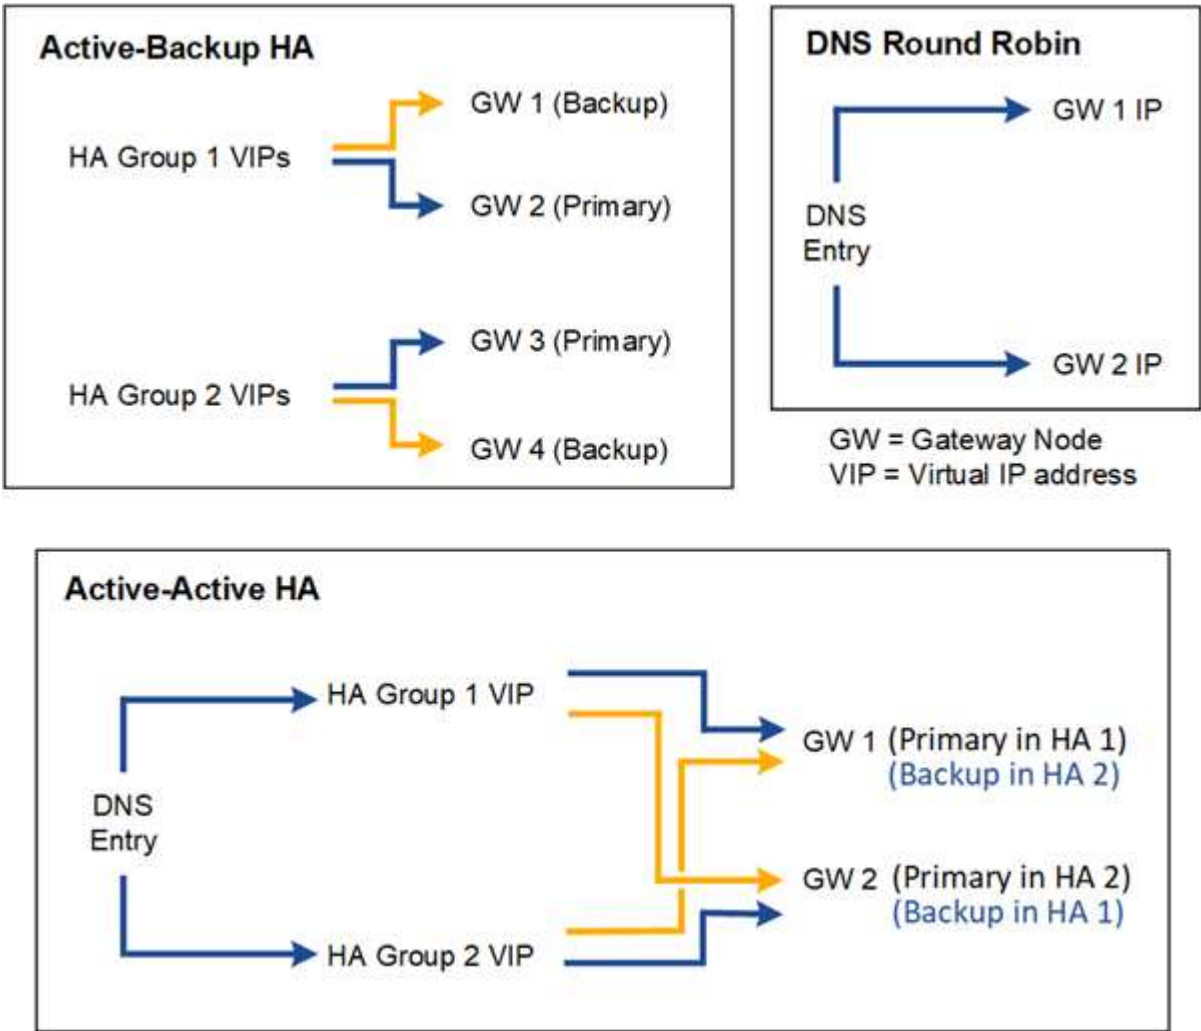 Active-Backup HA
HA Group 1 VIPs
GW 1 (Backup)
GW 2 (Primary)
HA Group 2 VIPs
GW 3 (Primary)
GW 4 (Backup)
DNS Round Robin
DNS
Entry
GW 1 IP
GW 2 IP
GW = Gateway Node
VIP = Virtual IP address
Active-Active HA
DNS
Entry
HA Group 1 VIP
HA Group 2 VIP
GW 1 (Primary in HA 1)
(Backup in HA 2)
GW 2 (Primary in HA 2)
(Backup in HA 1)